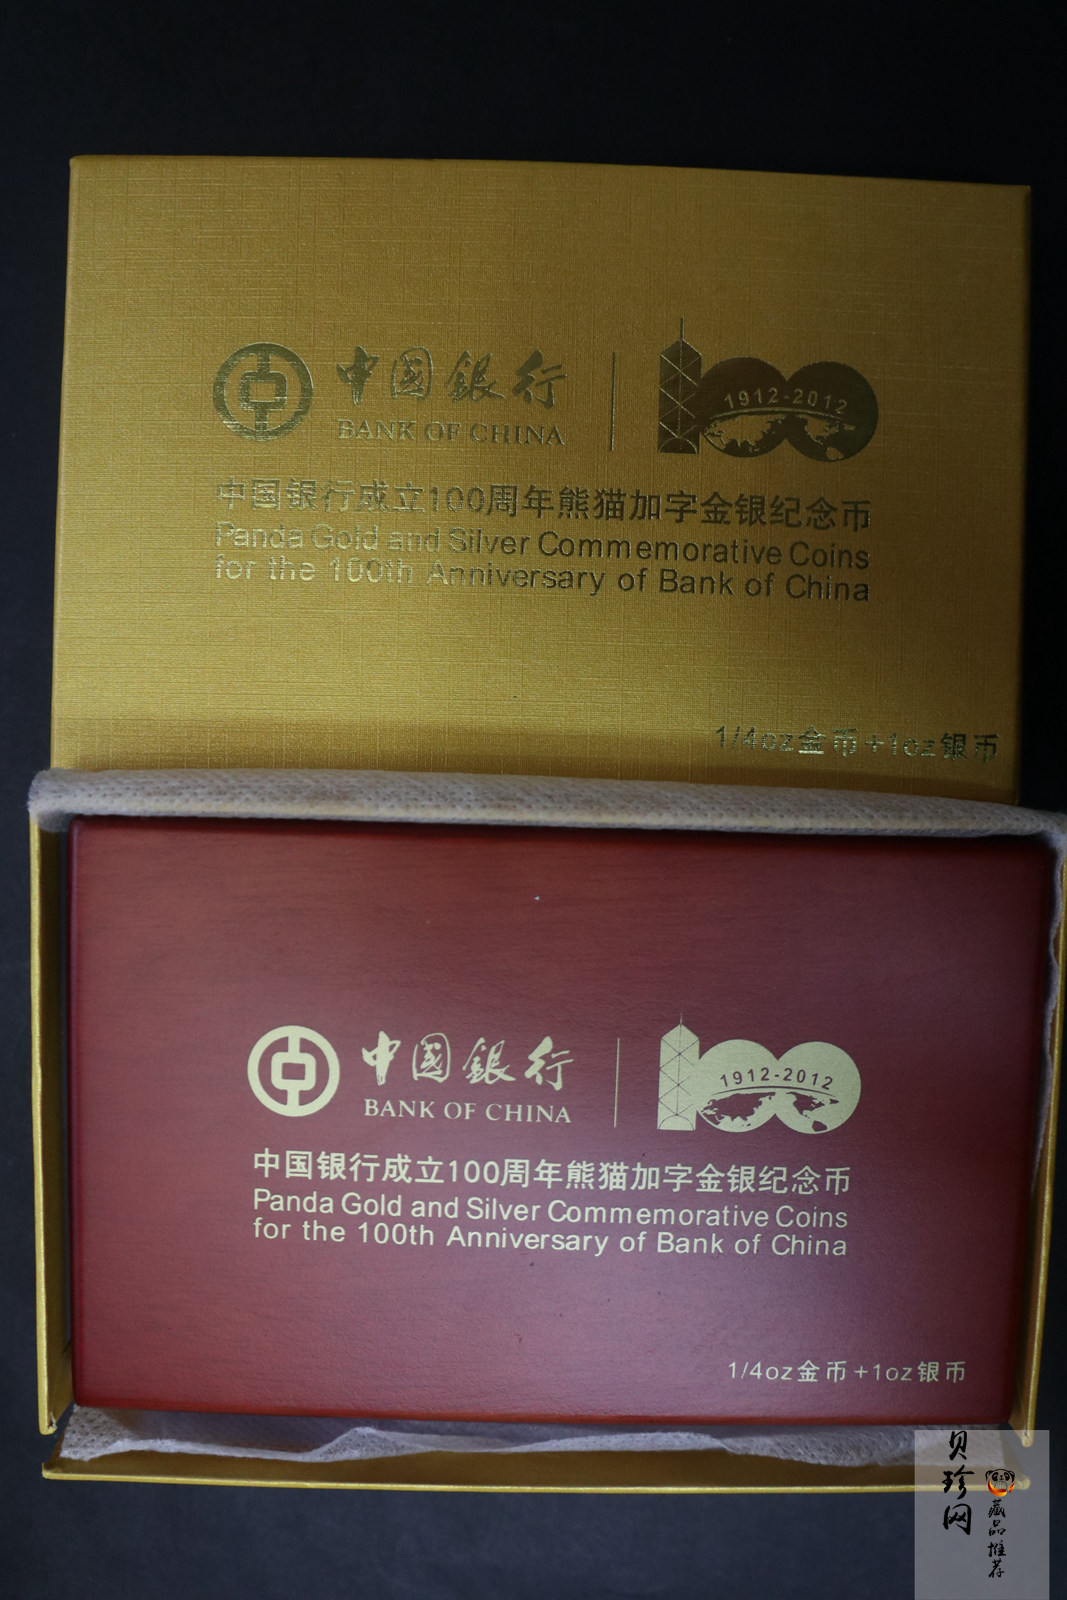 中国銀行
BANK OF CHINA
1912-2012
中国银行成立100周年熊猫加字金银纪念币
Panda Gold and Silver Commemorative Coins
for the 100th Anniversary of Bank of China
1/4oz金币+1oz银币
中国銀行
BANK OF CHINA
1912-2012
中国银行成立100周年熊猫加字金银纪念币
Panda Gold and Silver Commemorative Coins
for the 100th Anniversary of Bank of China
1/4oz金币+1oz银币
贝珍网
藏品推荐